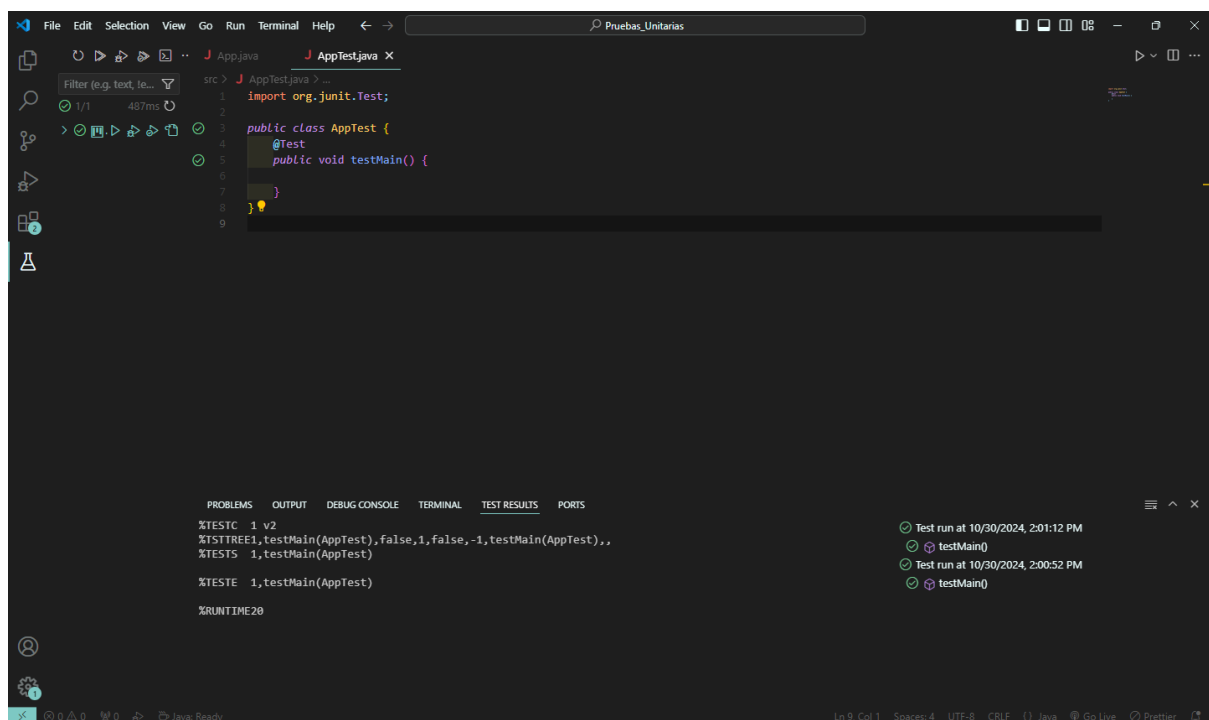 File Edit Selection View Go Run Terminal Help
Pruebas_Unitarias
App.java
AppTest.java
Filter (e.g. text, !e...
1/1 487ms
src > AppTest.java > ...
1 import org.junit.Test;
2
3 public class AppTest {
4 @Test
5 public void testMain() {
6
7 }
8 }
9
2
PROBLEMS OUTPUT DEBUG CONSOLE TERMINAL TEST RESULTS PORTS
%TESTC 1 v2
%TSTTREE1,testMain(AppTest),false,1,false,-1,testMain(AppTest),,
%TESTS 1,testMain(AppTest)
%TESTE 1,testMain(AppTest)
%RUNTIME20
Test run at 10/30/2024, 2:01:12 PM
testMain()
Test run at 10/30/2024, 2:00:52 PM
testMain()
1
0 0 0 Java: Ready
Ln 9, Col 1 Spaces: 4 UTF-8 CRLF {} Java Go Live Prettier